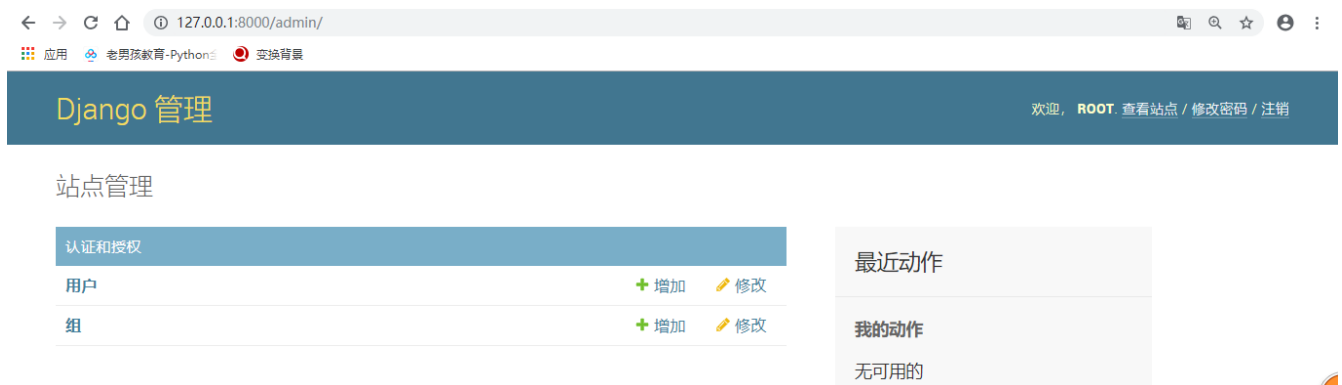 127.0.0.1:8000/admin/
应用 老男孩教育-Python 变换背景
Django 管理
欢迎， ROOT. 查看站点 / 修改密码 / 注销
站点管理
认证和授权
用户 增加 修改
组 增加 修改
最近动作
我的动作
无可用的